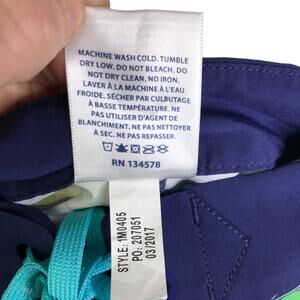 MACHINE WASH COLD. TUMBLE
DRY LOW. DO NOT BLEACH. DO
NOT DRY CLEAN. NO IRON.
LAVER À LA MACHINE À L'EAU
FROIDE. SÉCHER PAR CULBUTAGE
À BASSE TEMPÉRATURE. NE
PAS UTILISER D'AGENT DE
BLANCHIMENT. NE PAS NETTOYER
À SEC. NE PAS REPASSER.
RN 134578
STYLE: 1M0405
PO: 207051
03/2017